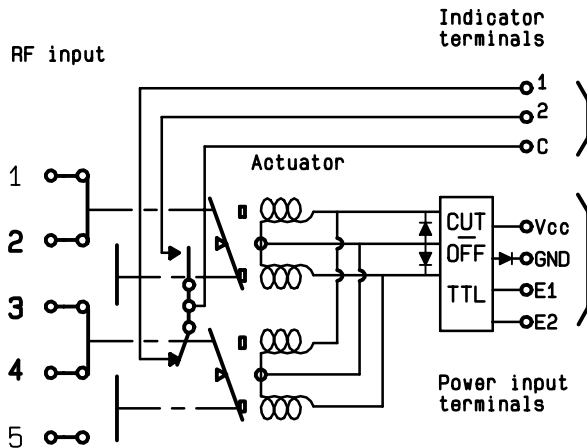 Indicator
terminals
RF input
1
2
C
Actuator
1
2
3
4
5
CUT
OFF
TTL
Vcc
GND
E1
E2
Power input
terminals